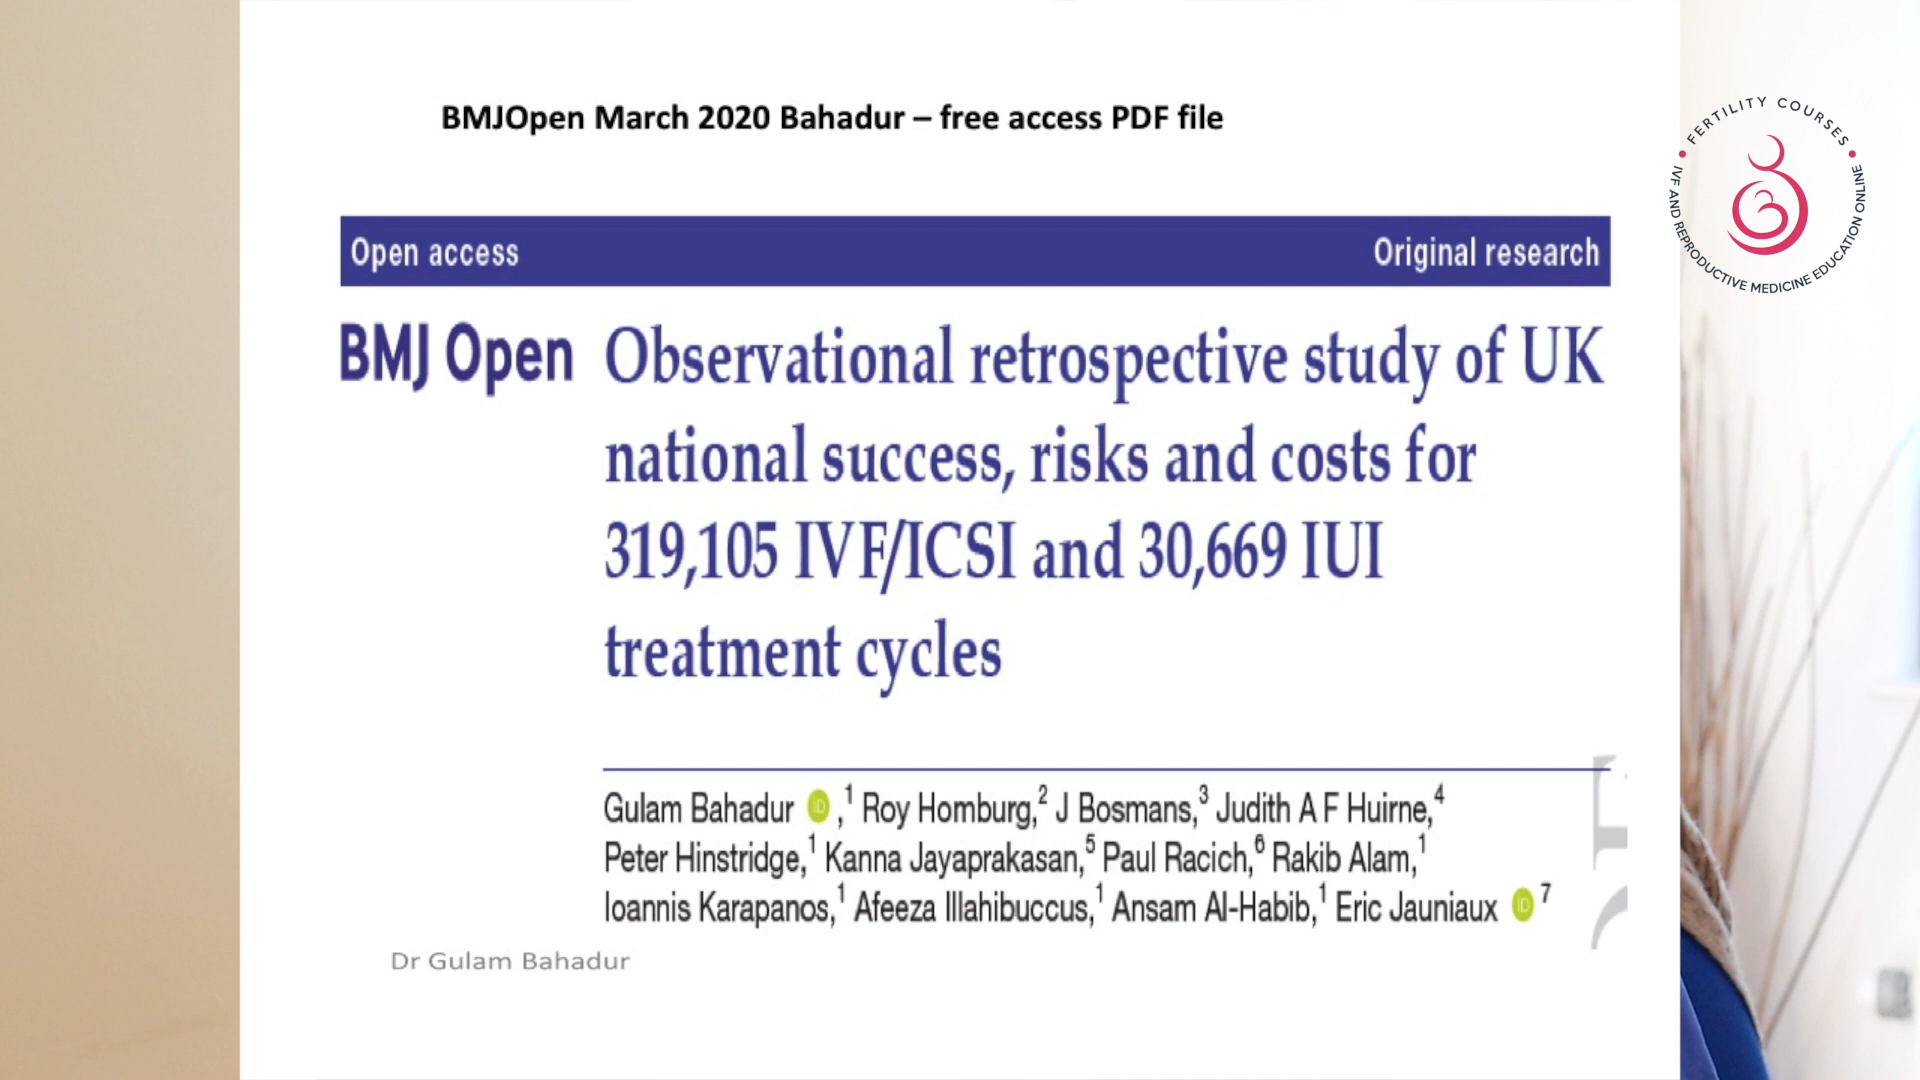 BMJOpen March 2020 Bahadur – free access PDF file
FERTILITY COURSES
IVF AND REPRODUCTIVE MEDICINE EDUCATION ONLINE
Open access
Original research
BMJ Open
Observational retrospective study of UK
national success, risks and costs for
319,105 IVF/ICSI and 30,669 IUI
treatment cycles
Gulam Bahadur iD ,1 Roy Homburg,2 J Bosmans,3 Judith A F Huirne,4
Peter Hinstridge,1 Kanna Jayaprakasan,5 Paul Racich,6 Rakib Alam,1
Ioannis Karapanos,1 Afeeza Illahibuccus,1 Ansam Al-Habib,1 Eric Jauniaux iD 7
Dr Gulam Bahadur